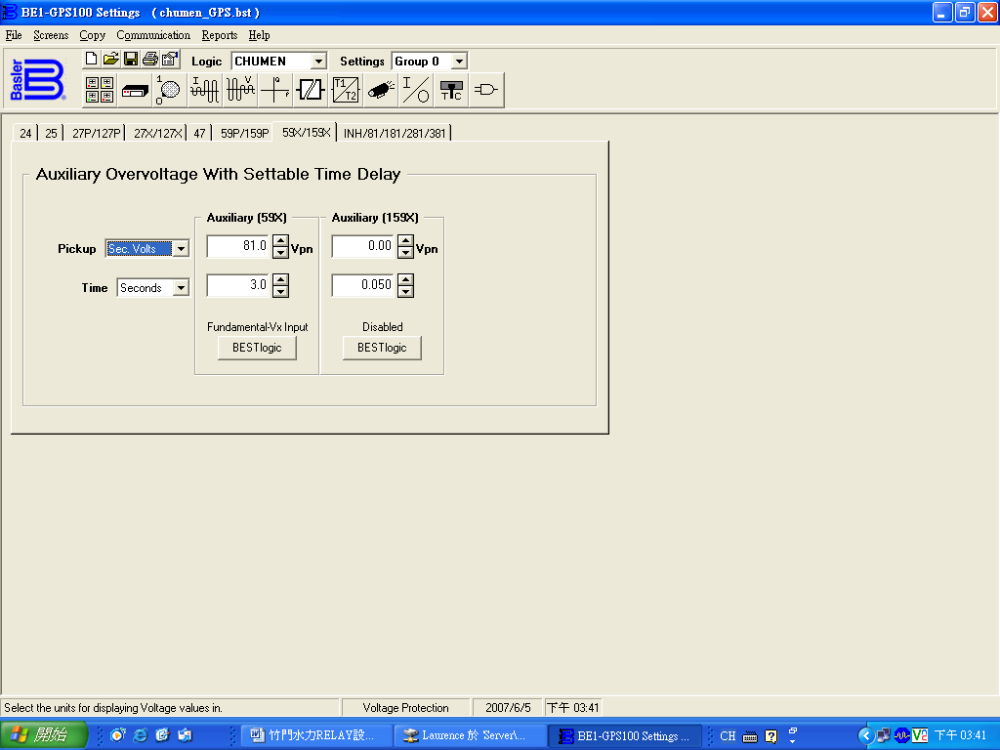 BE1-GPS100 Settings ( chumen_GPS.bst )
File Screens Copy Communication Reports Help
Basler
Logic CHUMEN Settings Group 0
1 0 I V T1 T2 I O T C
24 25 27P/127P 27X/127X 47 59P/159P 59X/159X INH/81/181/281/381
Auxiliary Overvoltage With Settable Time Delay
Auxiliary (59X) Auxiliary (159X)
Pickup Sec. Volts 81.0 Vpn 0.00 Vpn
Time Seconds 3.0 0.050
Fundamental-Vx Input Disabled
BESTlogic BESTlogic
Select the units for displaying Voltage values in. Voltage Protection 2007/6/5 下午 03:41
開始 竹門水力RELAY設... Laurence 於 'Server\... BE1-GPS100 Settings ... CH 下午 03:41